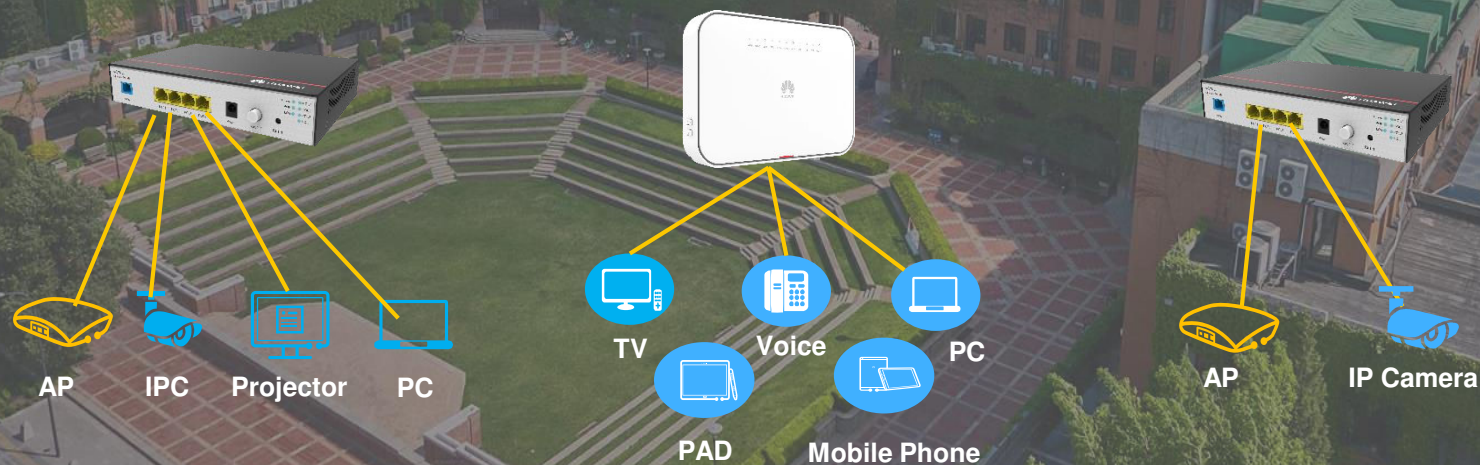 AP
IPC
Projector
PC
TV
Voice
PC
PAD
Mobile Phone
AP
IP Camera